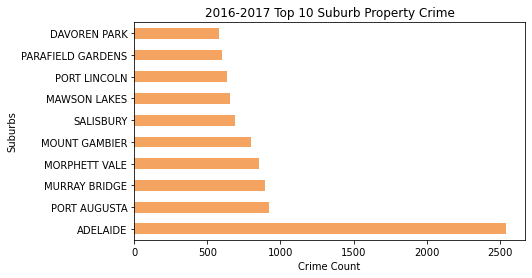 2016-2017 Top 10 Suburb Property Crime
DAVOREN PARK
PARAFIELD GARDENS
PORT LINCOLN
MAWSON LAKES
SALISBURY
MOUNT GAMBIER
MORPHETT VALE
MURRAY BRIDGE
PORT AUGUSTA
ADELAIDE
Suburbs
0 500 1000 1500 2000 2500
Crime Count